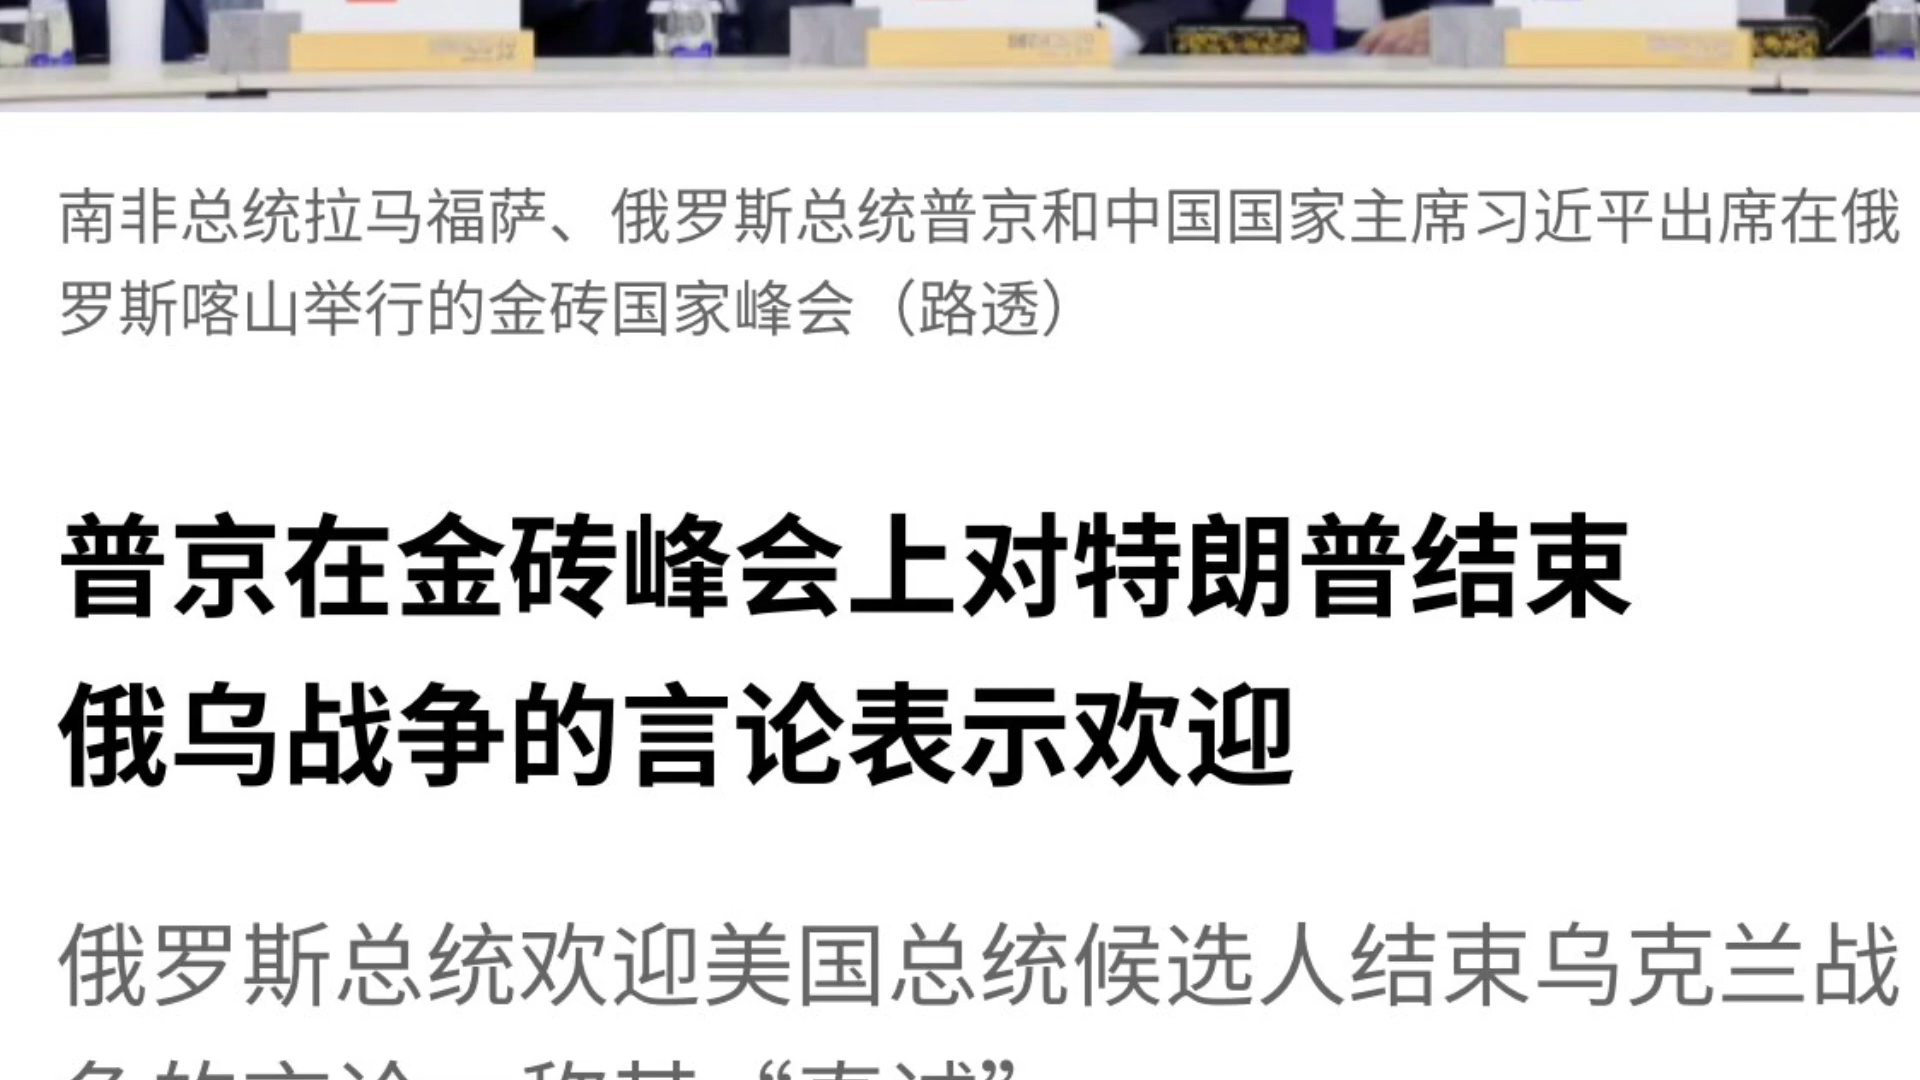 南非总统拉马福萨、俄罗斯总统普京和中国国家主席习近平出席在俄
罗斯喀山举行的金砖国家峰会（路透）
普京在金砖峰会上对特朗普结束
俄乌战争的言论表示欢迎
俄罗斯总统欢迎美国总统候选人结束乌克兰战